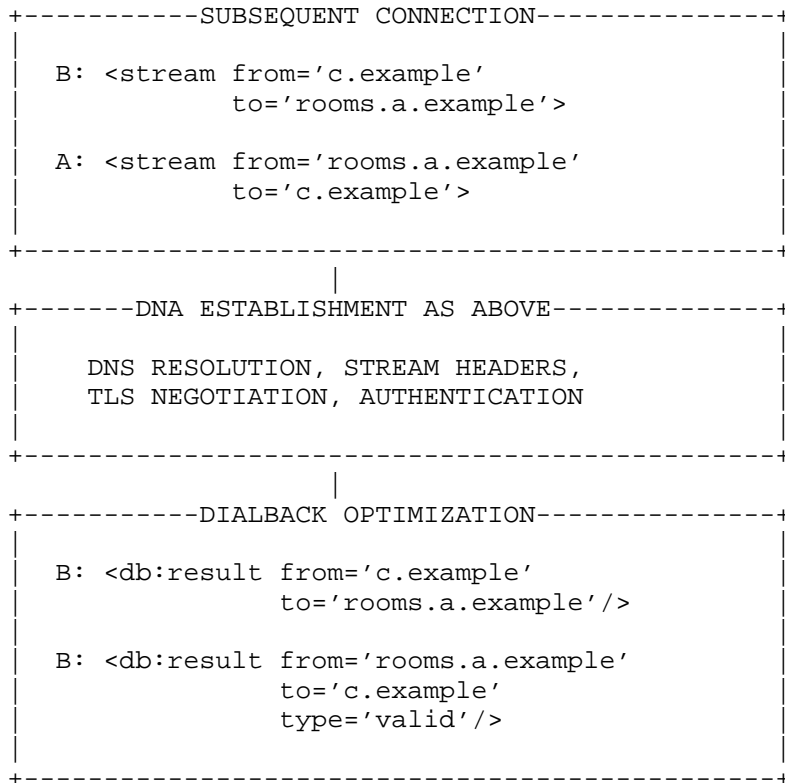 +-----------SUBSEQUENT CONNECTION---------------+
|                                               |
|  B: <stream from='c.example'                  |
|             to='rooms.a.example'>             |
|                                               |
|  A: <stream from='rooms.a.example'            |
|             to='c.example'>                   |
|                                               |
+-----------------------------------------------+
                    |
+-------DNA ESTABLISHMENT AS ABOVE--------------+
|                                               |
|    DNS RESOLUTION, STREAM HEADERS,            |
|    TLS NEGOTIATION, AUTHENTICATION            |
|                                               |
+-----------------------------------------------+
                    |
+-----------DIALBACK OPTIMIZATION---------------+
|                                               |
|  B: <db:result from='c.example'               |
|                to='rooms.a.example'/>         |
|                                               |
|  B: <db:result from='rooms.a.example'         |
|                to='c.example'                 |
|                type='valid'/>                 |
|                                               |
+-----------------------------------------------+